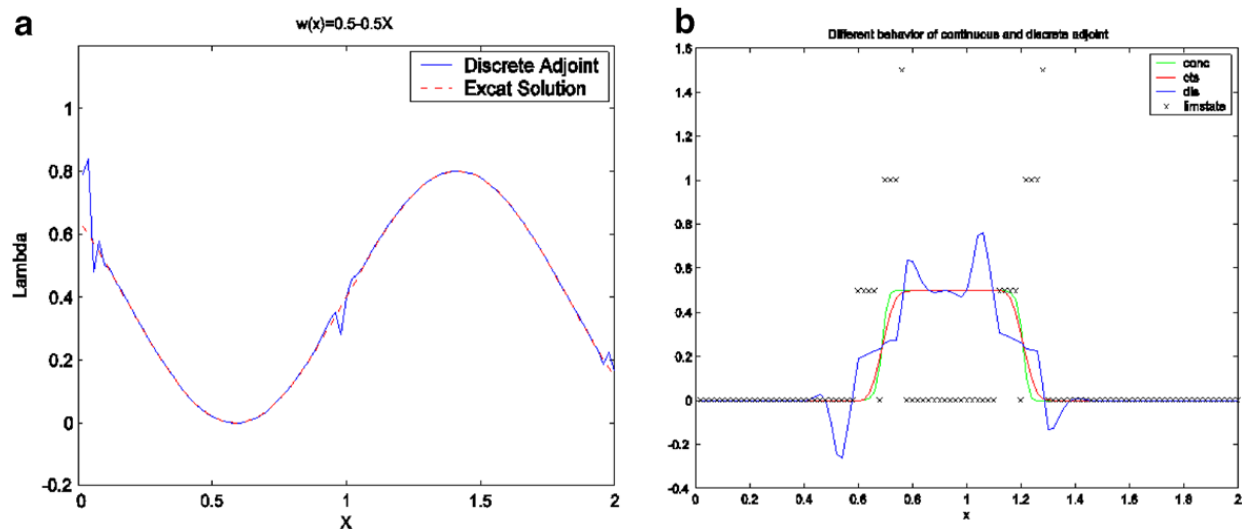 a
w(x)=0.5-0.5X
Discrete Adjoint
Excat Solution
1
0.8
0.6
0.4
0.2
0
-0.2
0
0.5
1
1.5
2
Lambda
X
b
Different behavior of continuous and discrete adjoint
conc
cts
dis
limstate
1.6
1.4
1.2
1
0.8
0.6
0.4
0.2
0
-0.2
-0.4
0
0.2
0.4
0.6
0.8
1
1.2
1.4
1.6
1.8
2
x